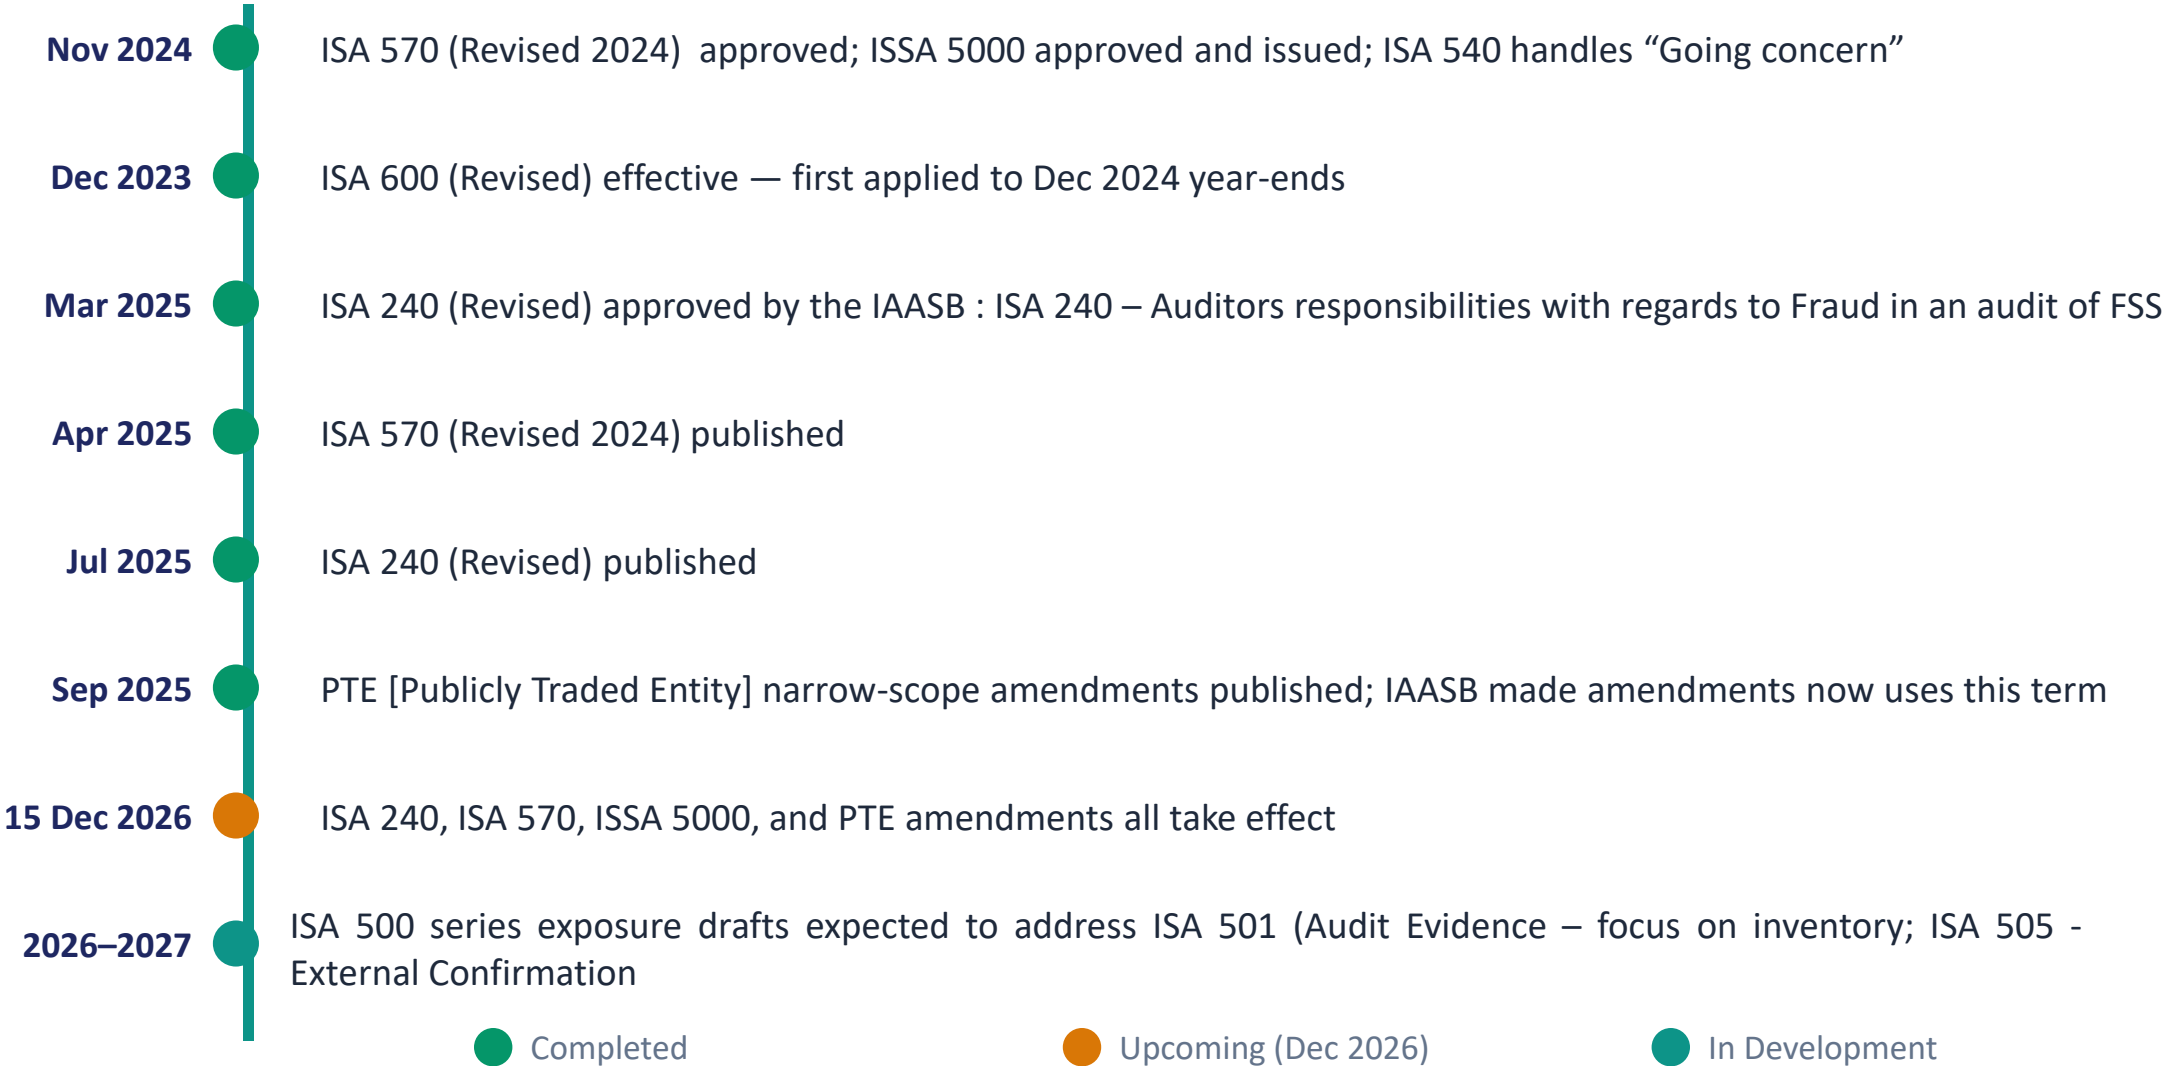 Nov 2024 ISA 570 (Revised 2024)  approved; ISSA 5000 approved and issued; ISA 540 handles “Going concern”
Dec 2023 ISA 600 (Revised) effective — first applied to Dec 2024 year-ends
Mar 2025 ISA 240 (Revised) approved by the IAASB : ISA 240 – Auditors responsibilities with regards to Fraud in an audit of FSS
Apr 2025 ISA 570 (Revised 2024) published
Jul 2025 ISA 240 (Revised) published
Sep 2025 PTE [Publicly Traded Entity] narrow-scope amendments published; IAASB made amendments now uses this term
15 Dec 2026 ISA 240, ISA 570, ISSA 5000, and PTE amendments all take effect
2026–2027 ISA 500 series exposure drafts expected to address ISA 501 (Audit Evidence – focus on inventory; ISA 505 -
External Confirmation
Completed Upcoming (Dec 2026) In Development